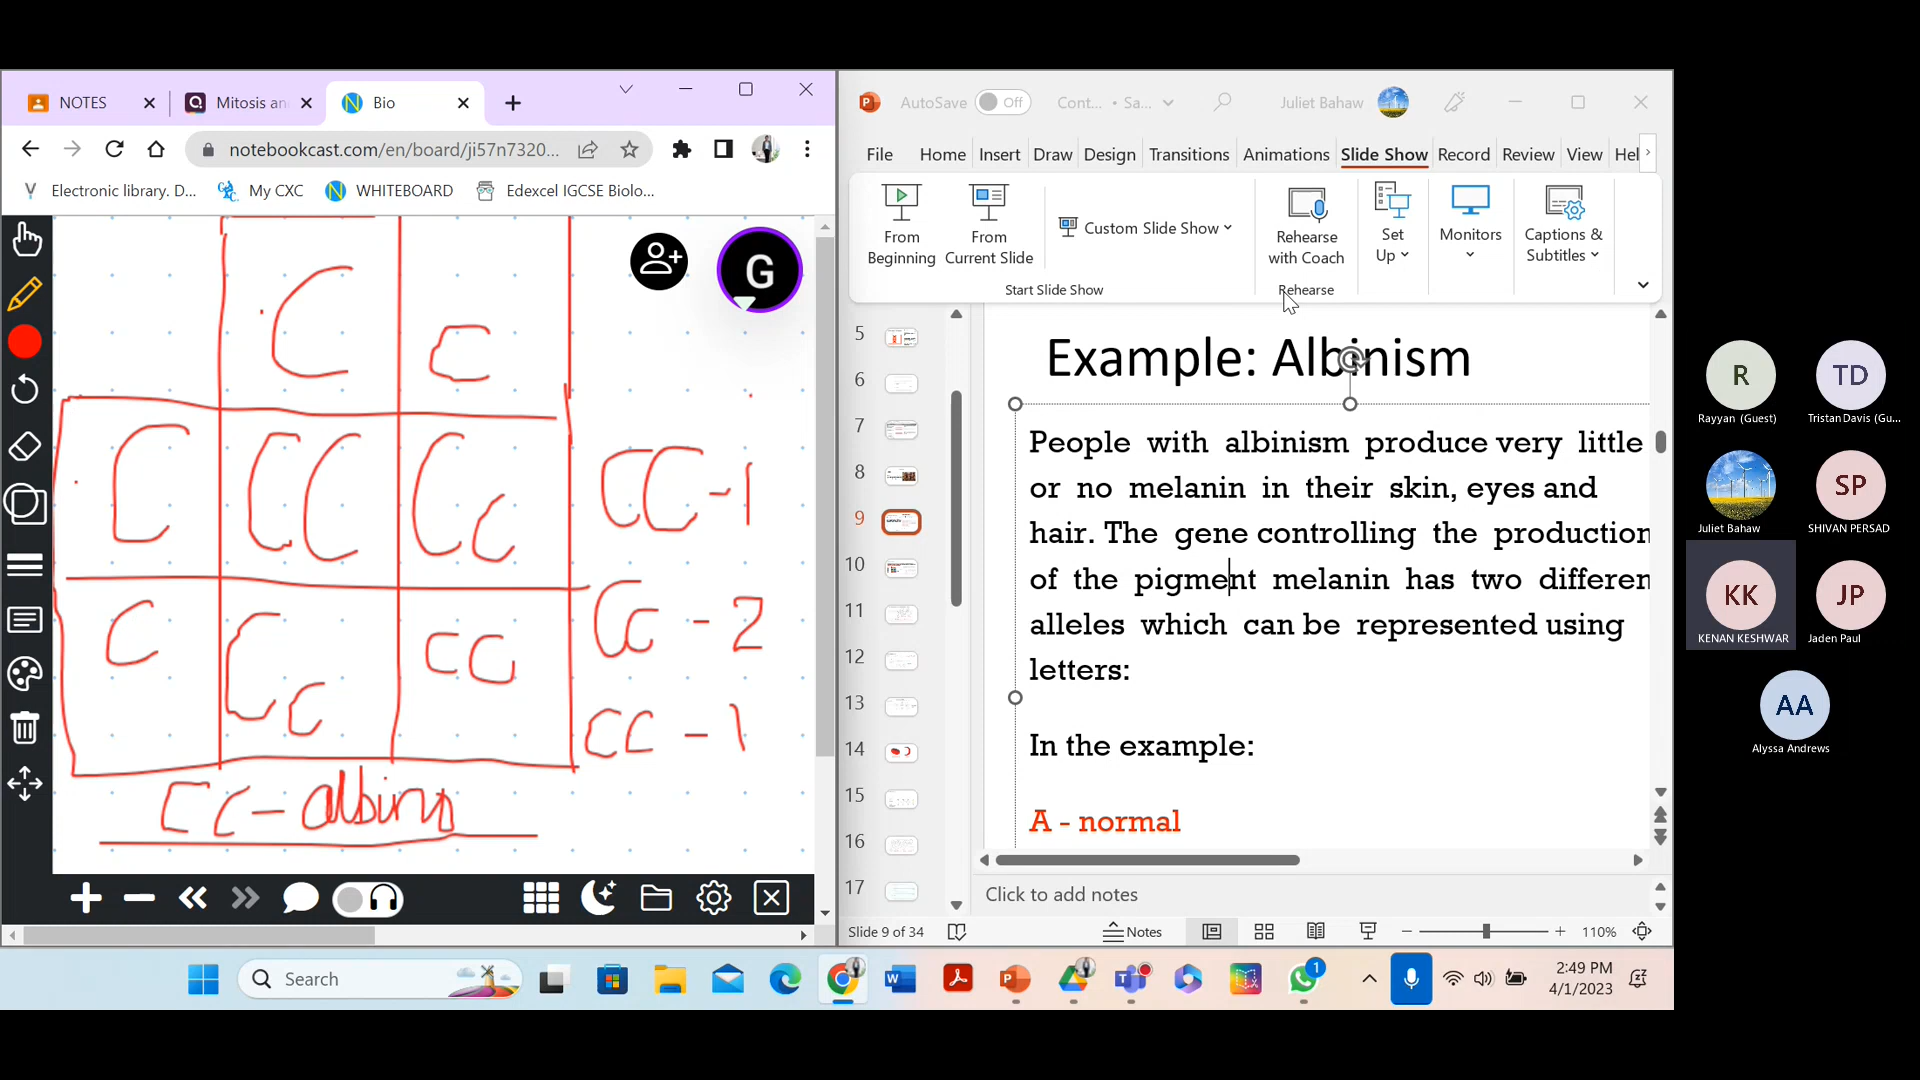 NOTES
Mitosis an
Bio
notebookcast.com/en/board/ji57n7320...
Electronic library. D...
My CXC
WHITEBOARD
Edexcel IGCSE Biolo...
G
C c
C CC Cc CC-1
c Cc cc Cc - 2
cc - 1
cc - albino
AutoSave Off
Cont... • Sa...
Juliet Bahaw
File Home Insert Draw Design Transitions Animations Slide Show Record Review View Hel
From Beginning
From Current Slide
Custom Slide Show
Rehearse with Coach
Set Up
Monitors
Captions & Subtitles
Start Slide Show
Rehearse
5
6
7
8
9
10
11
12
13
14
15
16
17
Example: Albinism
People with albinism produce very little
or no melanin in their skin, eyes and
hair. The gene controlling the production
of the pigment melanin has two differen
alleles which can be represented using
letters:
In the example:
A - normal
Click to add notes
Slide 9 of 34
Notes
110%
Search
1
2:49 PM
4/1/2023
R
Rayyan (Guest)
TD
Tristan Davis (Gu...
Juliet Bahaw
SP
SHIVAN PERSAD
KK
KENAN KESHWAR
JP
Jaden Paul
AA
Alyssa Andrews